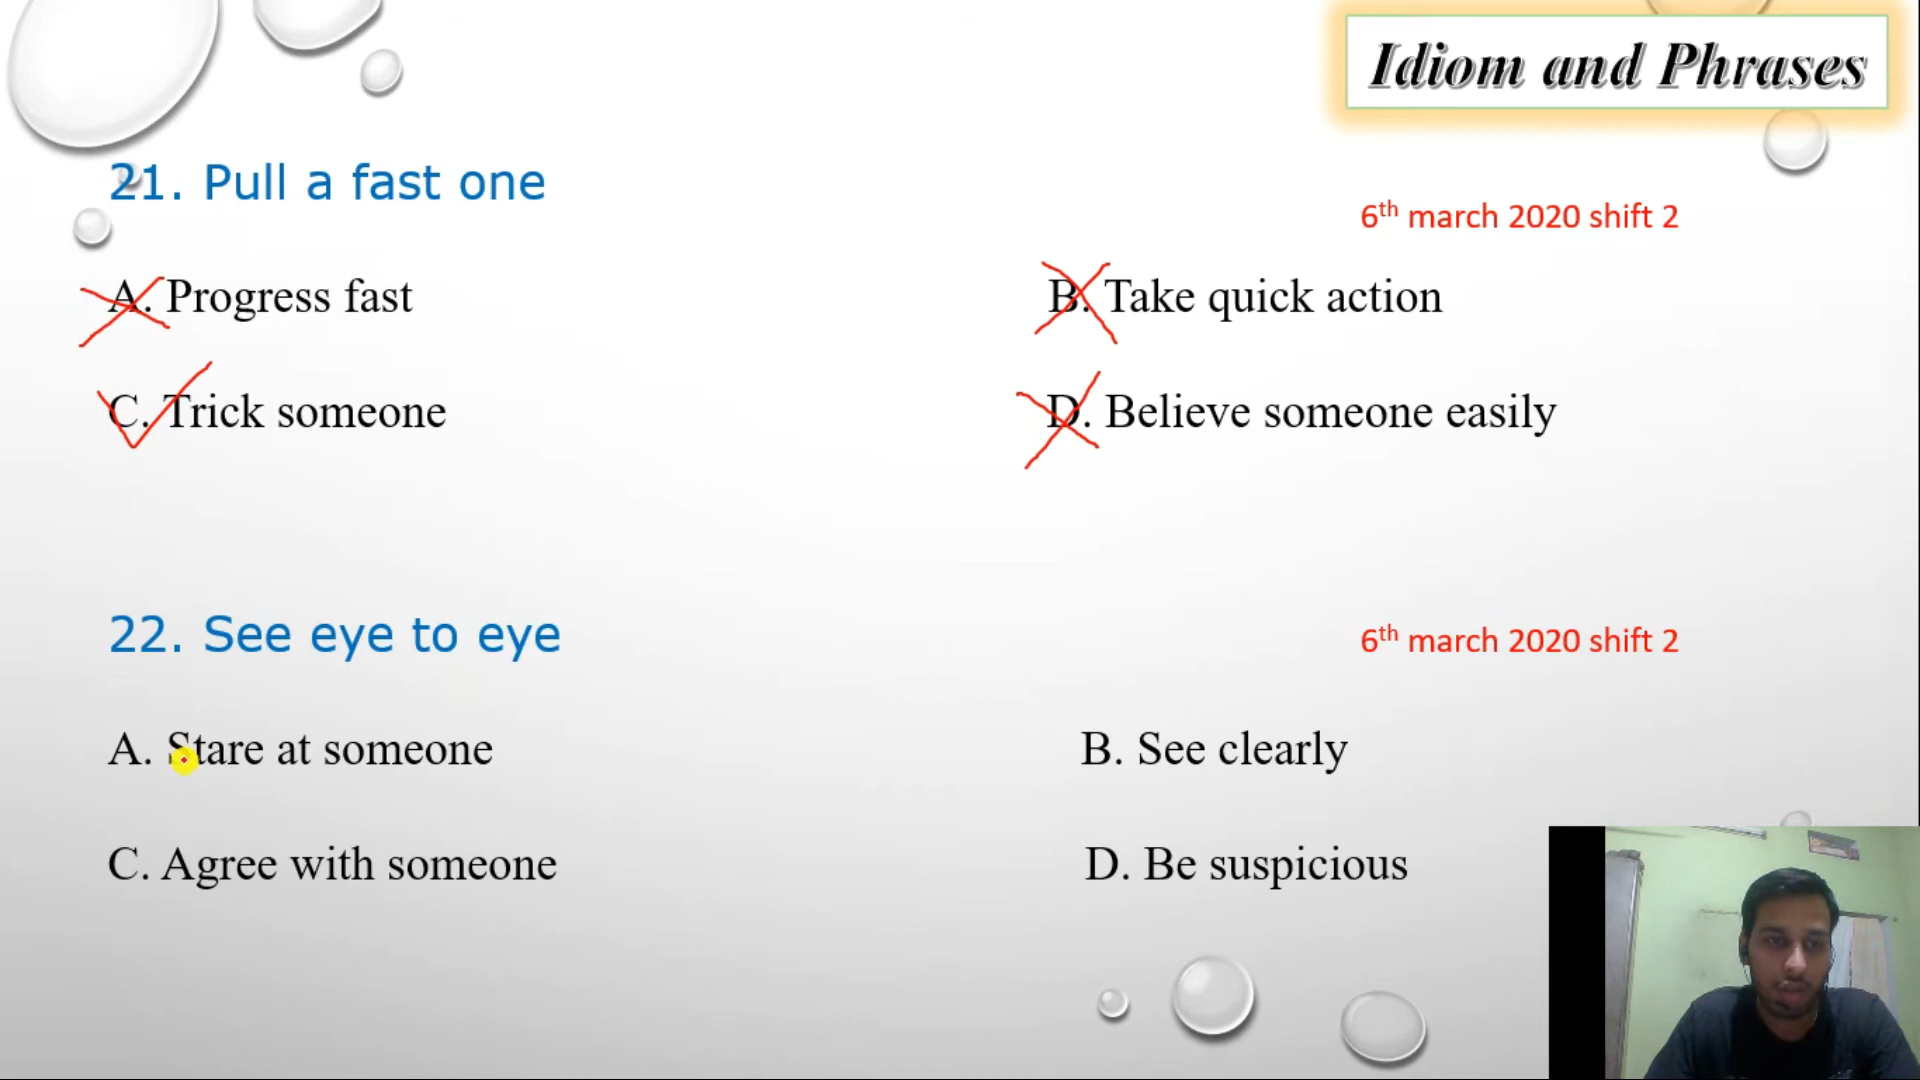 Idiom and Phrases
21. Pull a fast one
6th march 2020 shift 2
A. Progress fast
B. Take quick action
C. Trick someone
D. Believe someone easily
22. See eye to eye
6th march 2020 shift 2
A. Stare at someone
B. See clearly
C. Agree with someone
D. Be suspicious